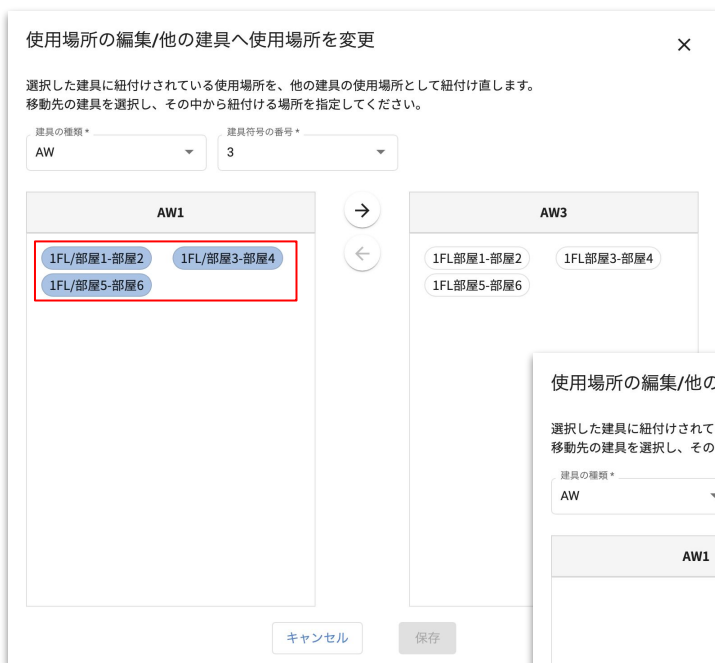 使用場所の編集/他の建具へ使用場所を変更
選択した建具に紐付けされている使用場所を、他の建具の使用場所として紐付け直します。
移動先の建具を選択し、その中から紐付ける場所を指定してください。
建具の種類 *
建具符号の番号 *
AW
3
AW1
AW3
1FL/部屋1-部屋2
1FL/部屋3-部屋4
1FL/部屋5-部屋6
1FL部屋1-部屋2
1FL部屋3-部屋4
1FL部屋5-部屋6
キャンセル
保存
使用場所の編集/他の
選択した建具に紐付けされて
移動先の建具を選択し、その
建具の種類 *
AW
AW1